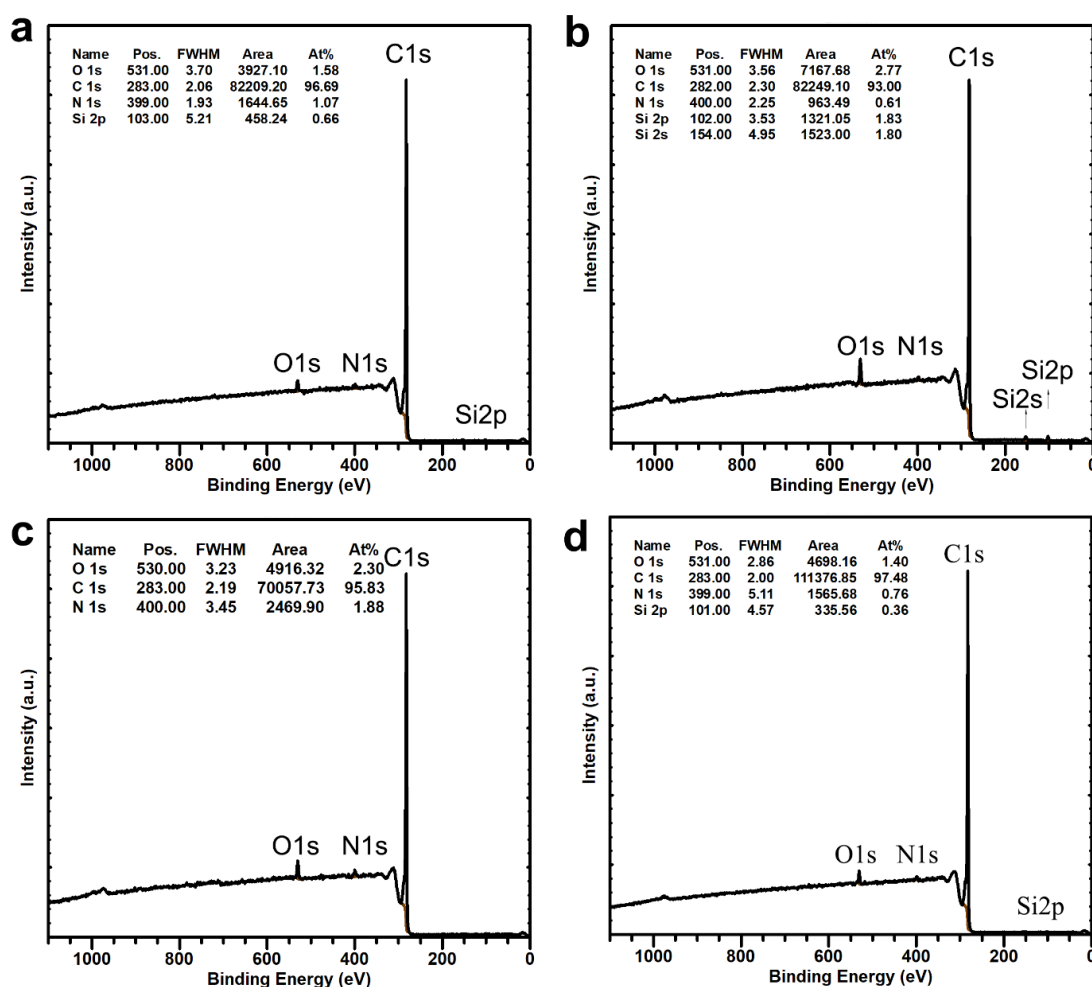 a
Name Pos. FWHM Area At%
O 1s 531.00 3.70 3927.10 1.58
C 1s 283.00 2.06 82209.20 96.69
N 1s 399.00 1.93 1644.65 1.07
Si 2p 103.00 5.21 458.24 0.66
C1s
O1s N1s
Si2p
Intensity (a.u.)
1000 800 600 400 200 0
Binding Energy (eV)
b
Name Pos. FWHM Area At%
O 1s 531.00 3.56 7167.68 2.77
C 1s 282.00 2.30 82249.10 93.00
N 1s 400.00 2.25 963.49 0.61
Si 2p 102.00 3.53 1321.05 1.83
Si 2s 154.00 4.95 1523.00 1.80
C1s
O1s N1s
Si2p
Si2s
Intensity (a.u.)
1000 800 600 400 200 0
Binding Energy (eV)
c
Name Pos. FWHM Area At%
O 1s 530.00 3.23 4916.32 2.30
C 1s 283.00 2.19 70057.73 95.83
N 1s 400.00 3.45 2469.90 1.88
C1s
O1s N1s
Intensity (a.u.)
1000 800 600 400 200 0
Binding Energy (eV)
d
Name Pos. FWHM Area At%
O 1s 531.00 2.86 4698.16 1.40
C 1s 283.00 2.00 111376.85 97.48
N 1s 399.00 5.11 1565.68 0.76
Si 2p 101.00 4.57 335.56 0.36
C1s
O1s N1s
Si2p
Intensity (a.u.)
1000 800 600 400 200 0
Binding Energy (eV)